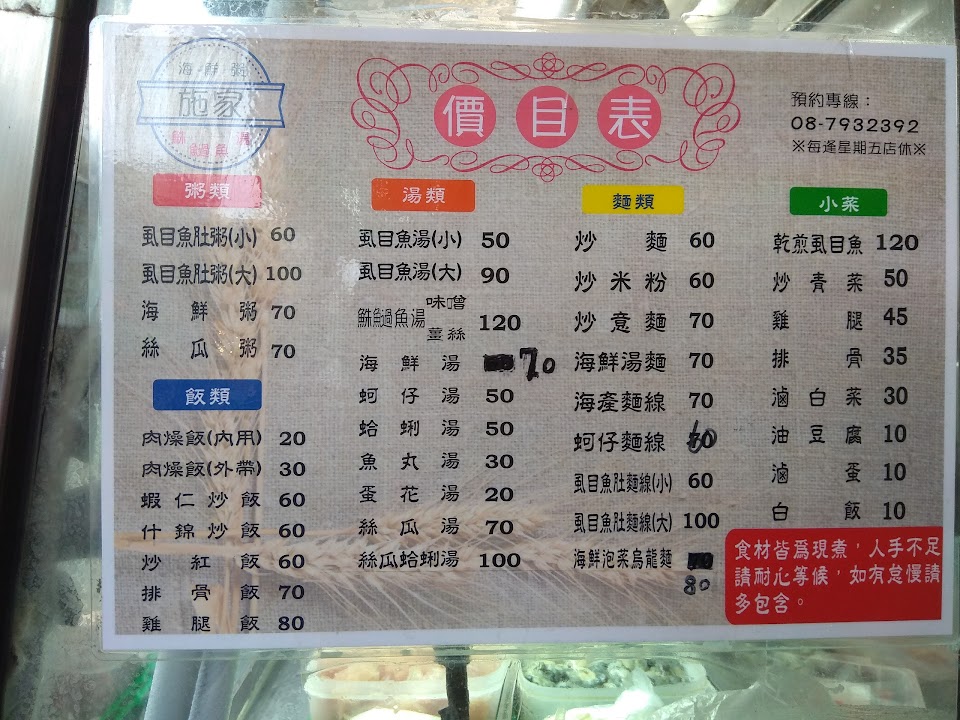 海鮮粥
施家
鮢鮘過魚湯
價目表
預約專線：
08-7932392
※每逢星期五店休※
粥類
虱目魚肚粥(小) 60
虱目魚肚粥(大) 100
海鮮粥 70
絲瓜粥 70
飯類
肉燥飯(內用) 20
肉燥飯(外帶) 30
蝦仁炒飯 60
什錦炒飯 60
炒紅飯 60
排骨飯 70
雞腿飯 80
湯類
虱目魚湯(小) 50
虱目魚湯(大) 90
過魚湯 味噌 薑絲 120
海鮮湯 70
蚵仔湯 50
蛤蜊湯 50
魚丸湯 30
蛋花湯 20
絲瓜湯 70
絲瓜蛤蜊湯 100
麵類
炒麵 60
炒米粉 60
炒意麵 70
海鮮湯麵 70
海產麵線 70
蚵仔麵線 60
虱目魚肚麵線(小) 60
虱目魚肚麵線(大) 100
海鮮泡菜烏龍麵
80
小菜
乾煎虱目魚 120
炒青菜 50
雞腿 45
排骨 35
滷白菜 30
油豆腐 10
滷蛋 10
白飯 10
食材皆為現煮，人手不足
請耐心等候，如有怠慢請
多包含。